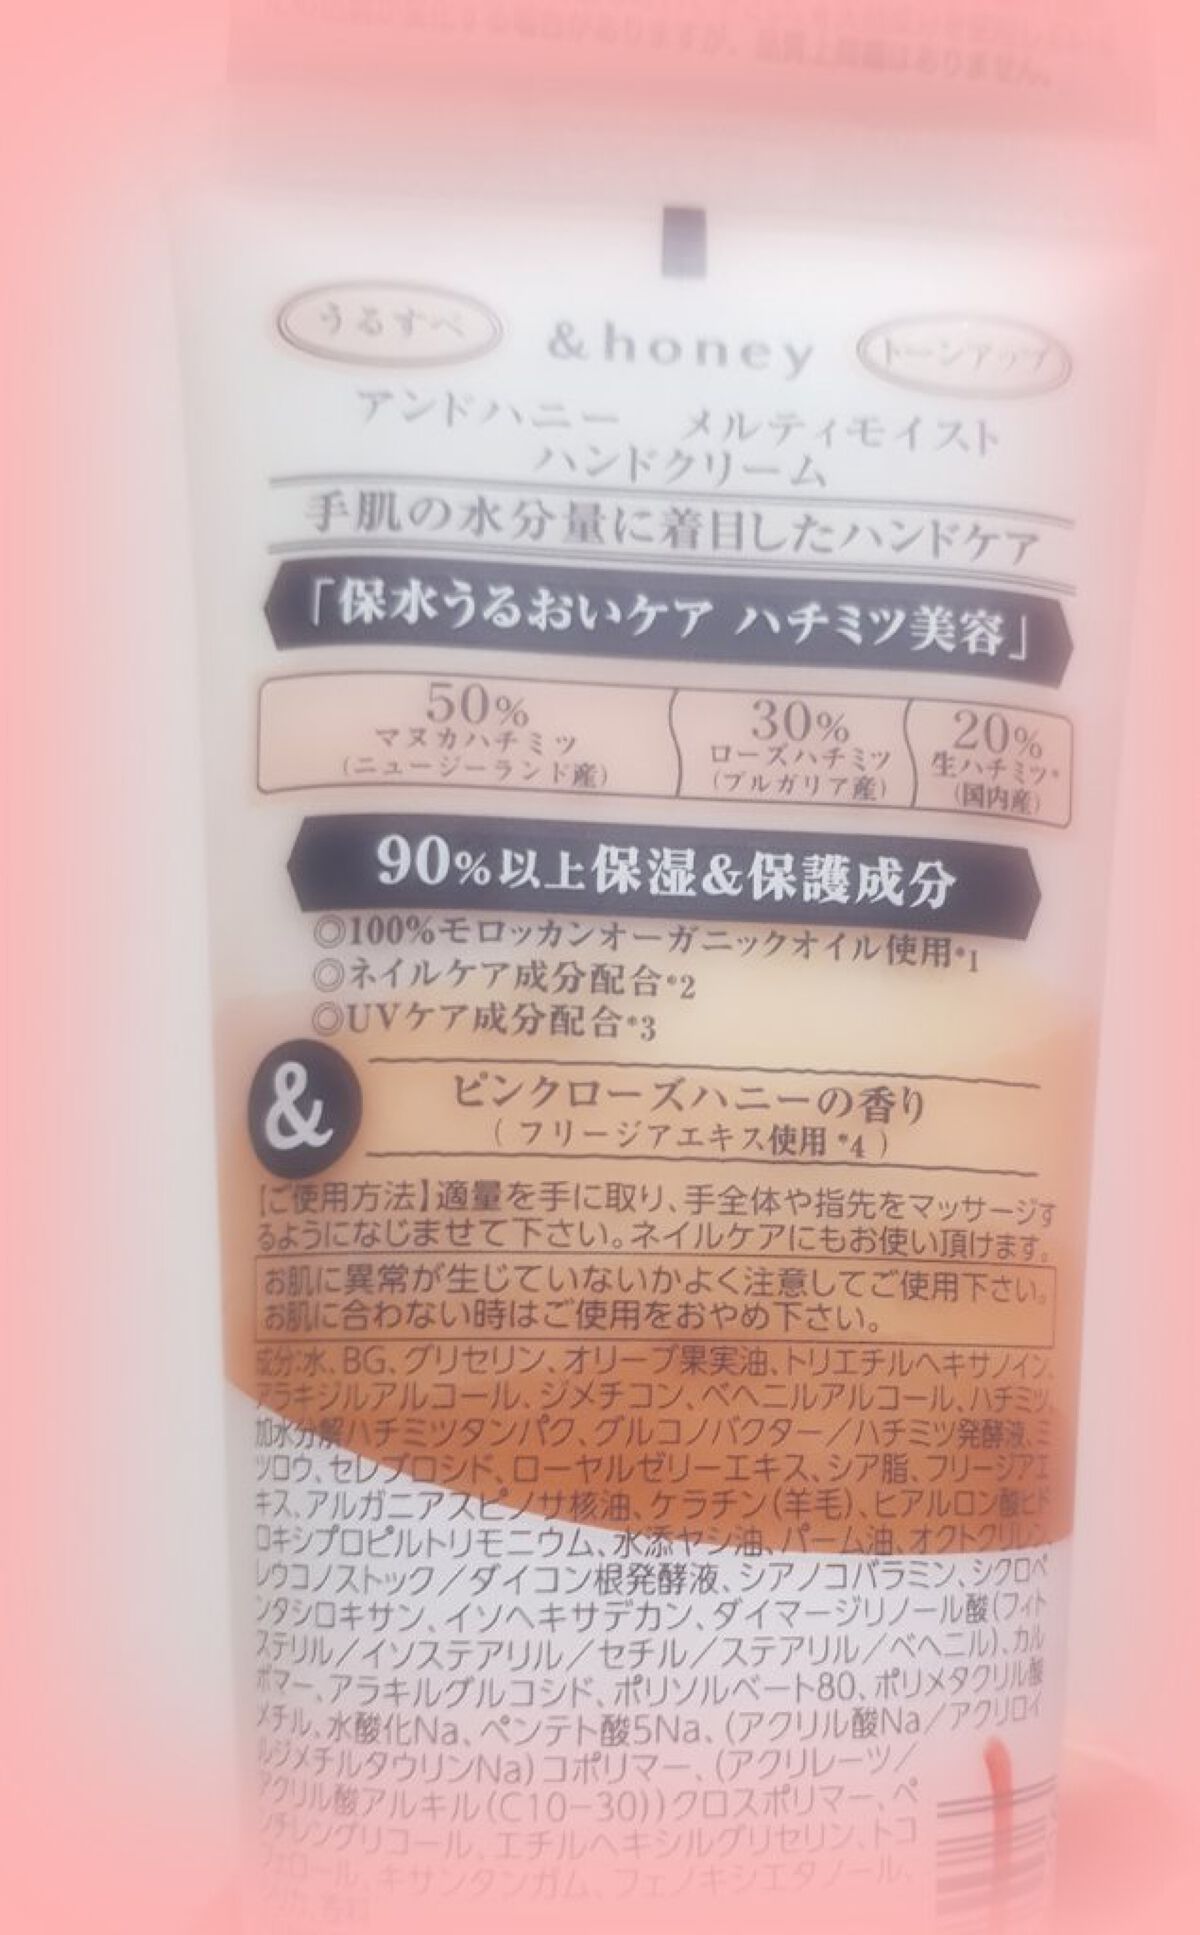 の色調が変化する場合がありますが、品質上問題はありません。
うるすべ
&honey
トーンアップ
アンドハニー　メルティモイスト
ハンドクリーム
手肌の水分量に着目したハンドケア
「保水うるおいケア ハチミツ美容」
50%
マヌカハチミツ
(ニュージーランド産)
30%
ローズハチミツ
(ブルガリア産)
20%
生ハチミツ*
(国内産)
90%以上保湿&保護成分
◎100%モロッカンオーガニックオイル使用*1
◎ネイルケア成分配合*2
◎UVケア成分配合*3
&
ピンクローズハニーの香り
(フリージアエキス使用*4)
【ご使用方法】適量を手に取り、手全体や指先をマッサージす
るようになじませて下さい。ネイルケアにもお使い頂けます。
お肌に異常が生じていないかよく注意してご使用下さい。
お肌に合わない時はご使用をおやめ下さい。
成分:水、BG、グリセリン、オリーブ果実油、トリエチルヘキサノイン、
アラキジルアルコール、ジメチコン、ベヘニルアルコール、ハチミツ、
加水分解ハチミツタンパク、グルコノバクター/ハチミツ発酵液、ミ
ツロウ、セレブロシド、ローヤルゼリーエキス、シア脂、フリージアエ
キス、アルガニアスピノサ核油、ケラチン(羊毛)、ヒアルロン酸ヒド
ロキシプロピルトリモニウム、水添ヤシ油、パーム油、オクトクリレン、
レウコノストック/ダイコン根発酵液、シアノコバラミン、シクロペ
ンタシロキサン、イソヘキサデカン、ダイマージリノール酸(フィト
ステリル/イソステアリル/セチル/ステアリル/ベヘニル)、カル
ボマー、アラキルグルコシド、ポリソルベート80、ポリメタクリル酸
メチル、水酸化Na、ペンテト酸5Na、(アクリル酸Na/アクリロイ
ルジメチルタウリンNa)コポリマー、(アクリレーツ/
アクリル酸アルキル(C10-30))クロスポリマー、ペ
ンチレングリコール、エチルヘキシルグリセリン、トコ
フェロール、キサンタンガム、フェノキシエタノール、
香料